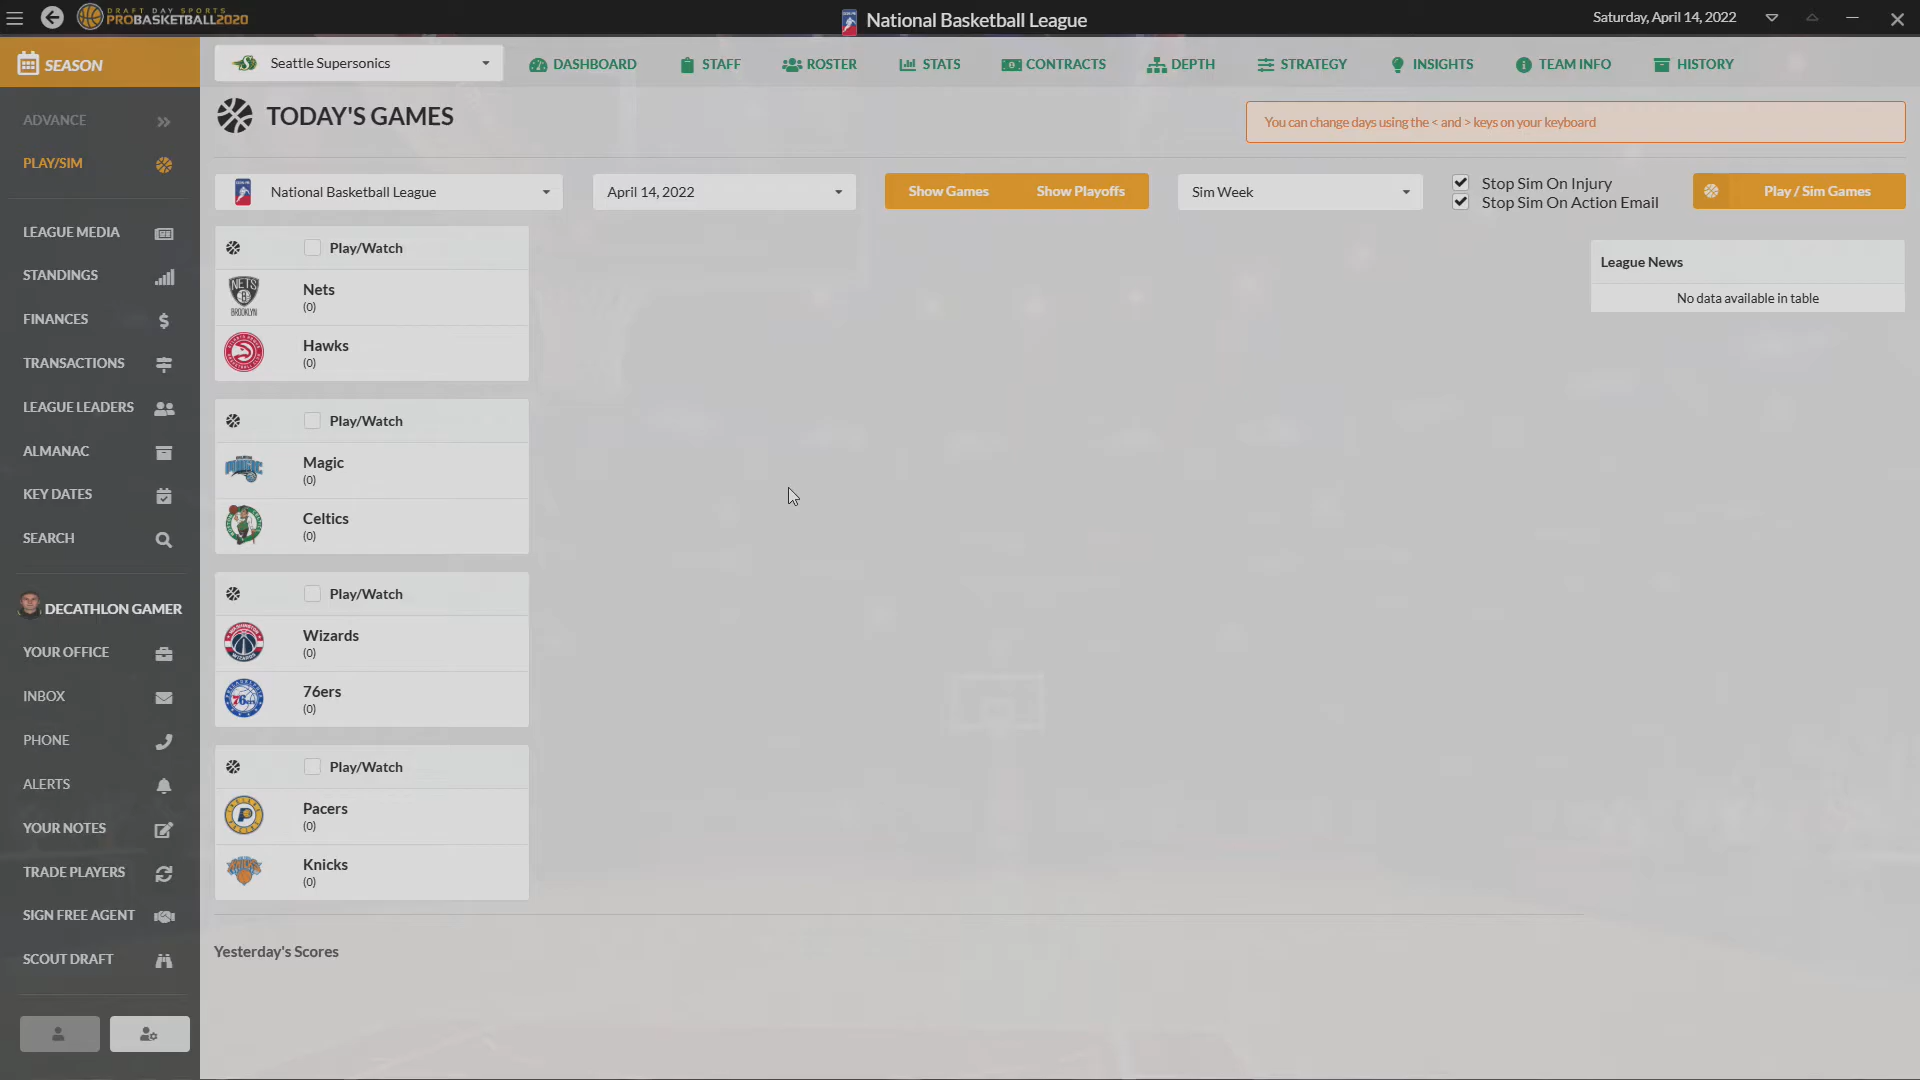 DRAFT DAY SPORTS
PROBASKETBALL2020
National Basketball League
Saturday, April 14, 2022
SEASON
Seattle Supersonics
DASHBOARD
STAFF
ROSTER
STATS
CONTRACTS
DEPTH
STRATEGY
INSIGHTS
TEAM INFO
HISTORY
ADVANCE
PLAY/SIM
LEAGUE MEDIA
STANDINGS
FINANCES
TRANSACTIONS
LEAGUE LEADERS
ALMANAC
KEY DATES
SEARCH
DECATHLON GAMER
YOUR OFFICE
INBOX
PHONE
ALERTS
YOUR NOTES
TRADE PLAYERS
SIGN FREE AGENT
SCOUT DRAFT
TODAY'S GAMES
You can change days using the < and > keys on your keyboard
National Basketball League
April 14, 2022
Show Games
Show Playoffs
Sim Week
Stop Sim On Injury
Stop Sim On Action Email
Play / Sim Games
Play/Watch
NETS
BROOKLYN
Nets
(0)
Hawks
(0)
Play/Watch
Magic
(0)
Celtics
(0)
Play/Watch
Wizards
(0)
76ers
(0)
Play/Watch
Pacers
(0)
Knicks
(0)
League News
No data available in table
Yesterday's Scores